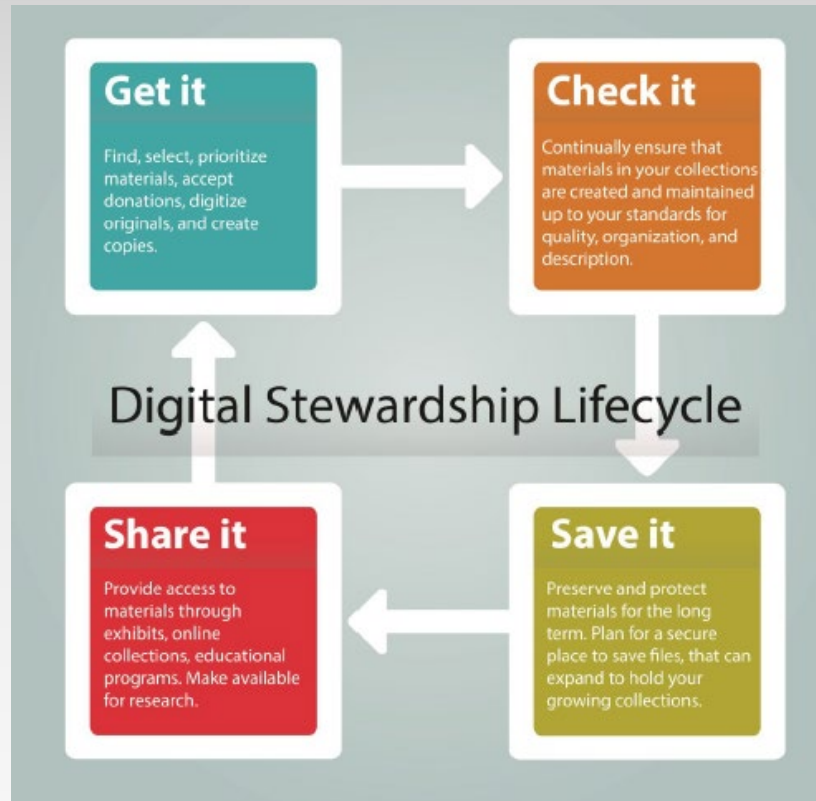 Get it
Find, select, prioritize
materials, accept
donations, digitize
originals, and create
copies.
Check it
Continually ensure that
materials in your collections
are created and maintained
up to your standards for
quality, organization, and
description.
Digital Stewardship Lifecycle
Share it
Provide access to
materials through
exhibits, online
collections, educational
programs. Make available
for research.
Save it
Preserve and protect
materials for the long
term. Plan for a secure
place to save files, that can
expand to hold your
growing collections.